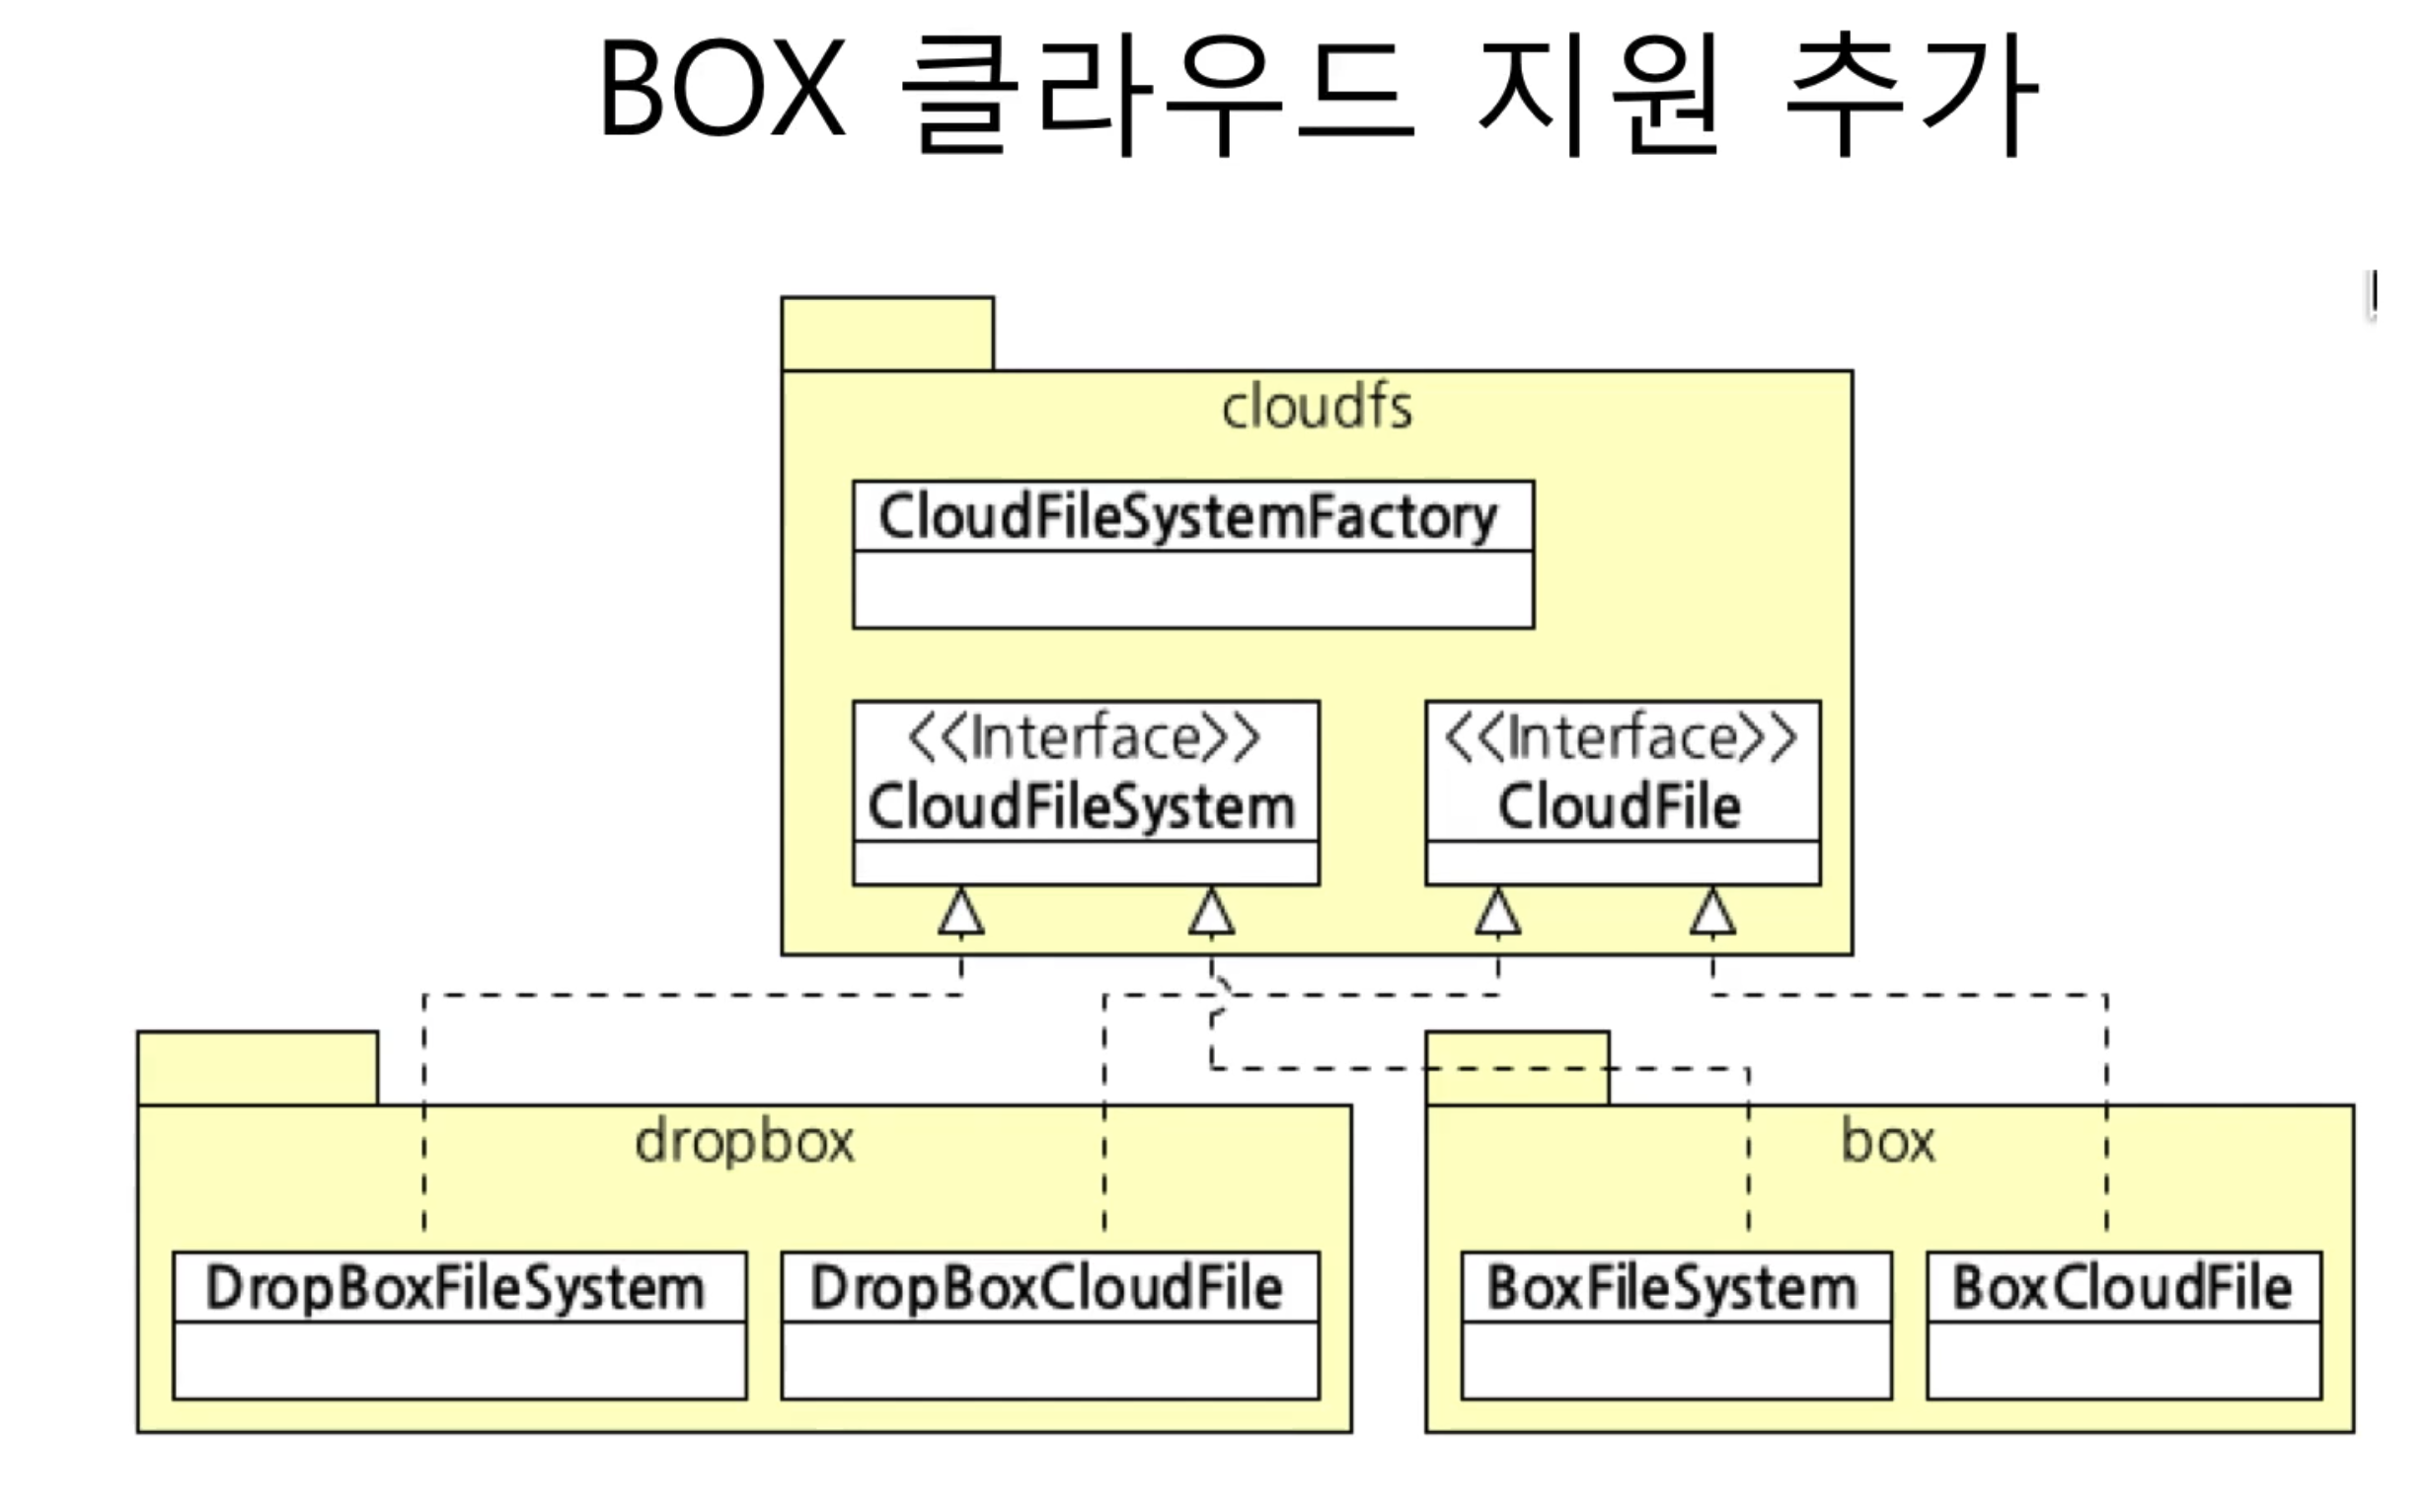 BOX 클라우드 지원 추가
cloudfs
CloudFileSystemFactory
<<Interface>>
CloudFileSystem
<<Interface>>
CloudFile
dropbox
DropBoxFileSystem
DropBoxCloudFile
box
BoxFileSystem
BoxCloudFile